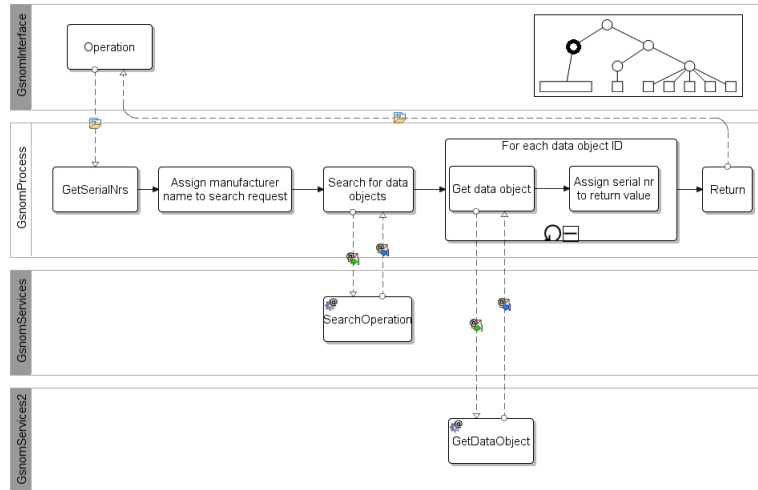 GsnomInterface
Operation
GsnomProcess
For each data object ID
GetSerialNrs
Assign manufacturer
name to search request
Search for data
objects
Get data object
Assign serial nr
to return value
Return
GsnomServices
SearchOperation
GsnomServices2
GetDataObject